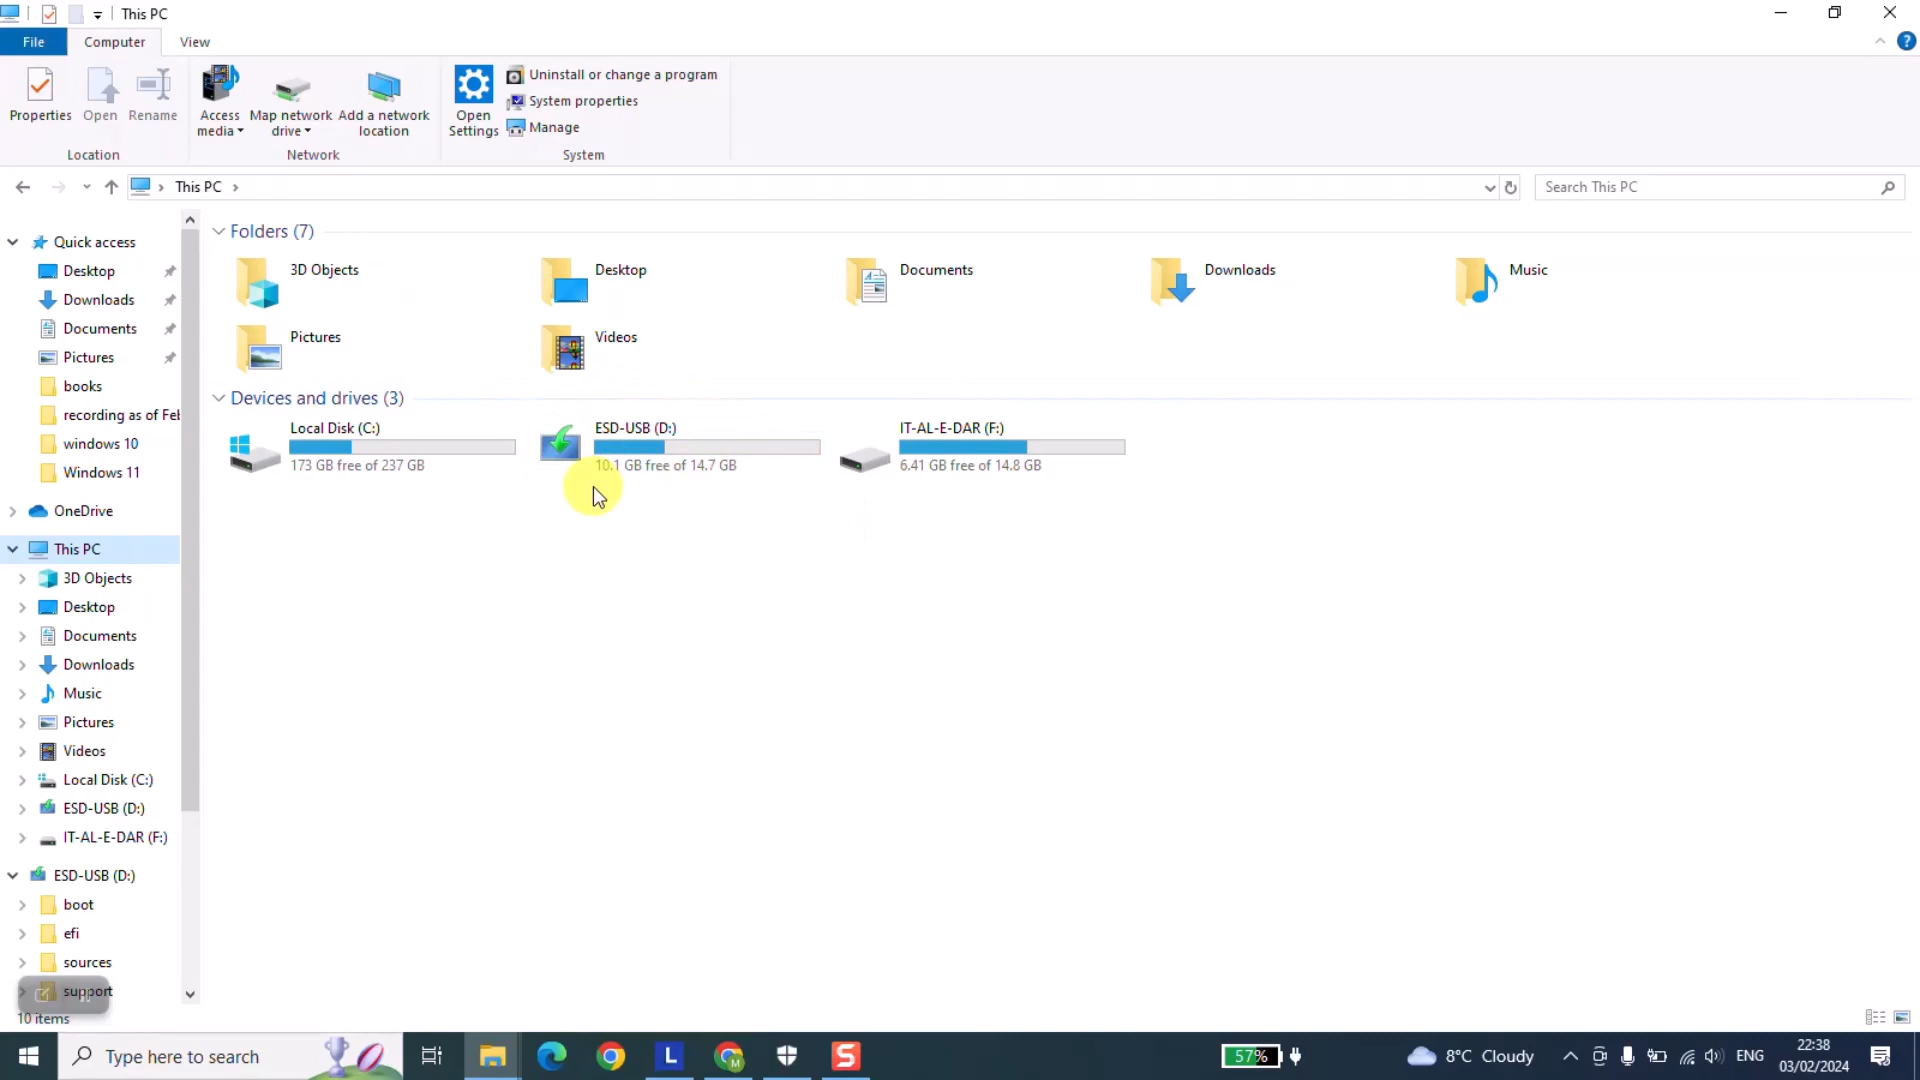 This PC
File
Computer
View
Properties
Open
Rename
Location
Access
media
Map network
drive
Add a network
location
Network
Open
Settings
Uninstall or change a program
System properties
Manage
System
This PC
Search This PC
Quick access
Desktop
Downloads
Documents
Pictures
books
recording as of Fel
windows 10
Windows 11
OneDrive
This PC
3D Objects
Desktop
Documents
Downloads
Music
Pictures
Videos
Local Disk (C:)
ESD-USB (D:)
IT-AL-E-DAR (F:)
ESD-USB (D:)
boot
efi
sources
support
10 items
Folders (7)
3D Objects
Desktop
Documents
Downloads
Music
Pictures
Videos
Devices and drives (3)
Local Disk (C:)
173 GB free of 237 GB
ESD-USB (D:)
10.1 GB free of 14.7 GB
IT-AL-E-DAR (F:)
6.41 GB free of 14.8 GB
Type here to search
L
M
S
57%
8°C Cloudy
ENG
22:38
03/02/2024